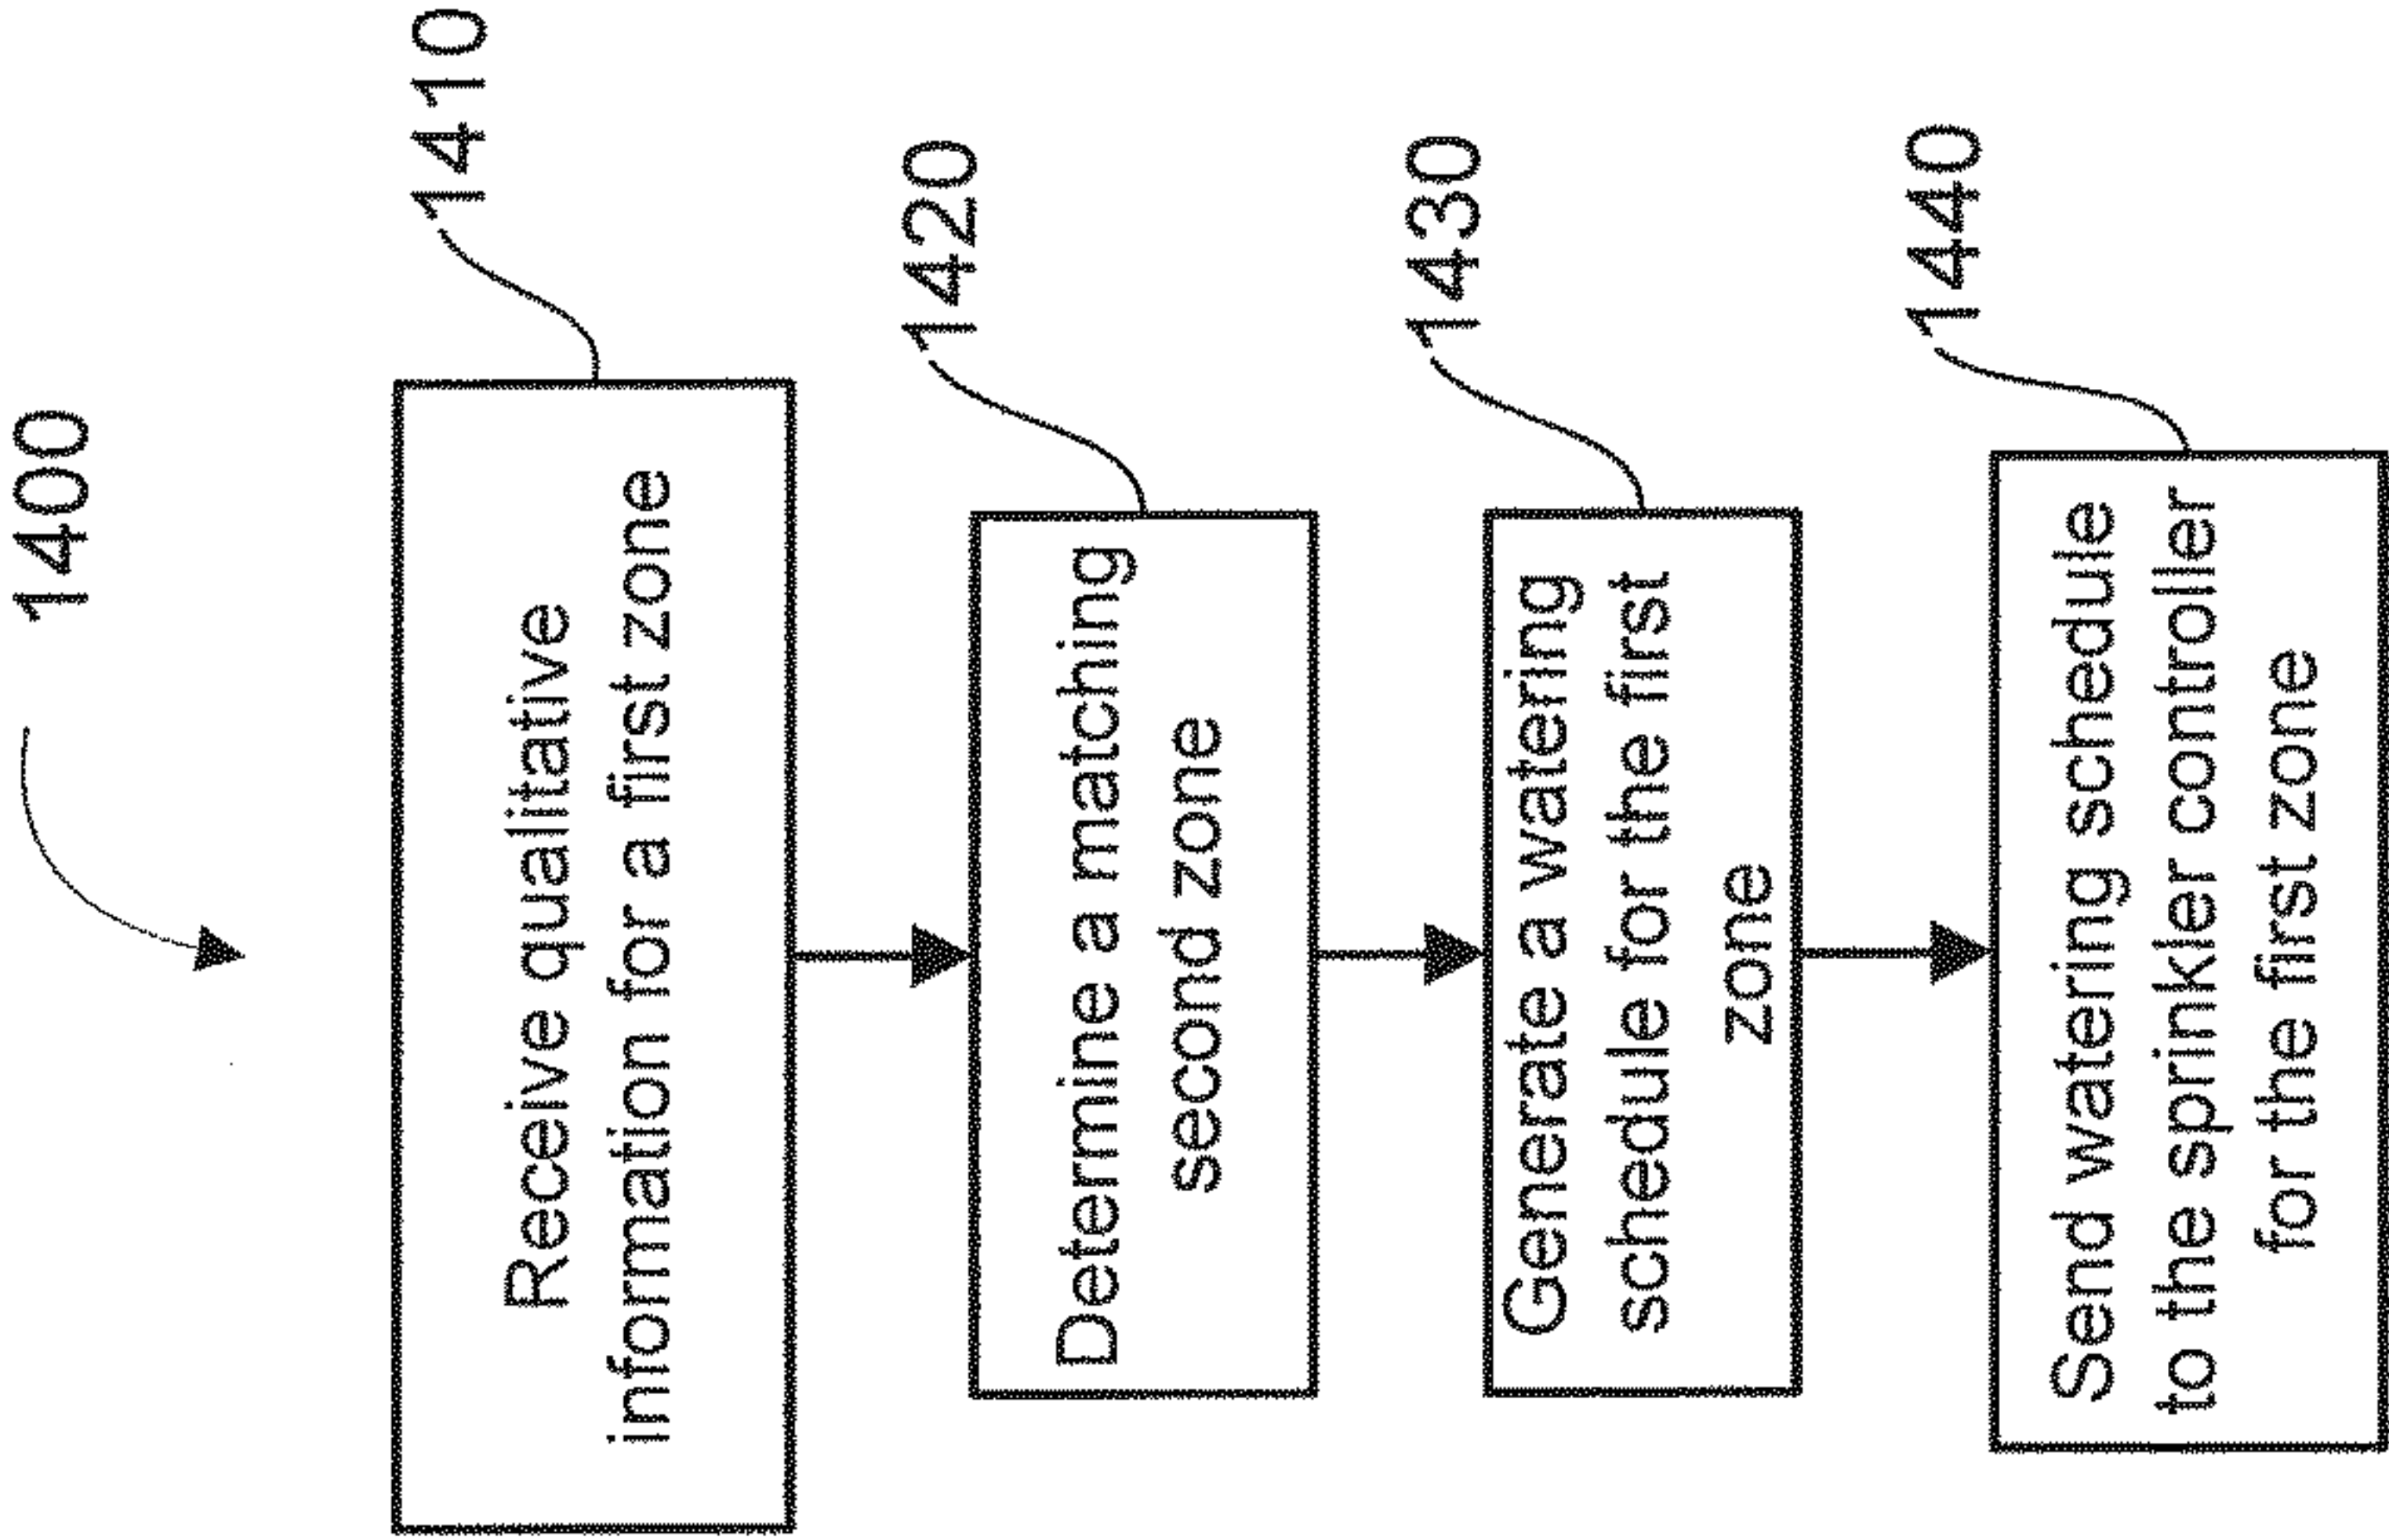 1400
Receive qualitative
information for a first zone
1410
Determine a matching
second zone
1420
Generate a watering
schedule for the first
zone
1430
Send watering schedule
to the sprinkler controller
for the first zone
1440